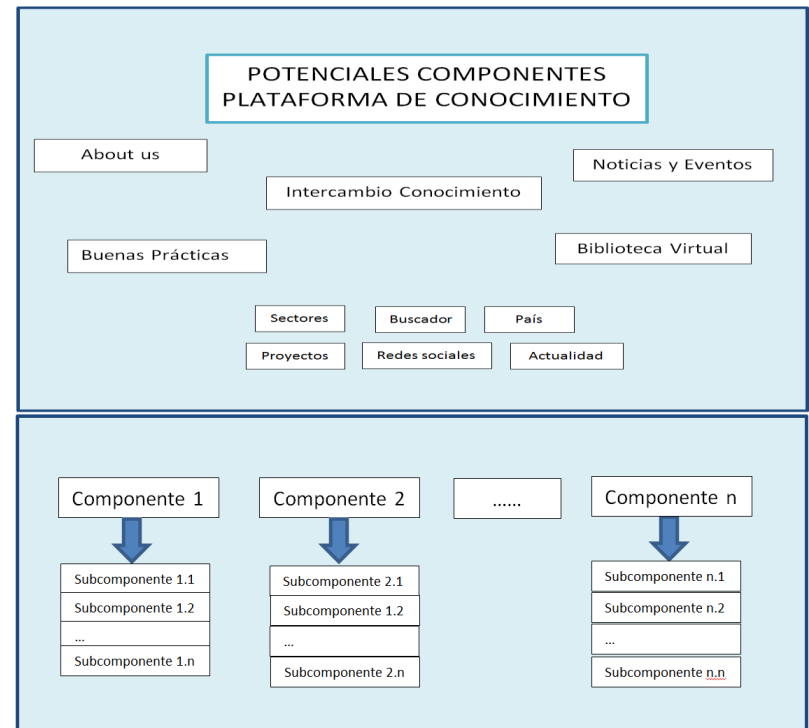 POTENCIALES COMPONENTES
PLATAFORMA DE CONOCIMIENTO
About us
Noticias y Eventos
Intercambio Conocimiento
Buenas Prácticas
Biblioteca Virtual
Sectores
Buscador
País
Proyectos
Redes sociales
Actualidad
Componente 1
Componente 2
......
Componente n
Subcomponente 1.1
Subcomponente 1.2
...
Subcomponente 1.n
Subcomponente 2.1
Subcomponente 1.2
...
Subcomponente 2.n
Subcomponente n.1
Subcomponente n.2
...
Subcomponente n.n